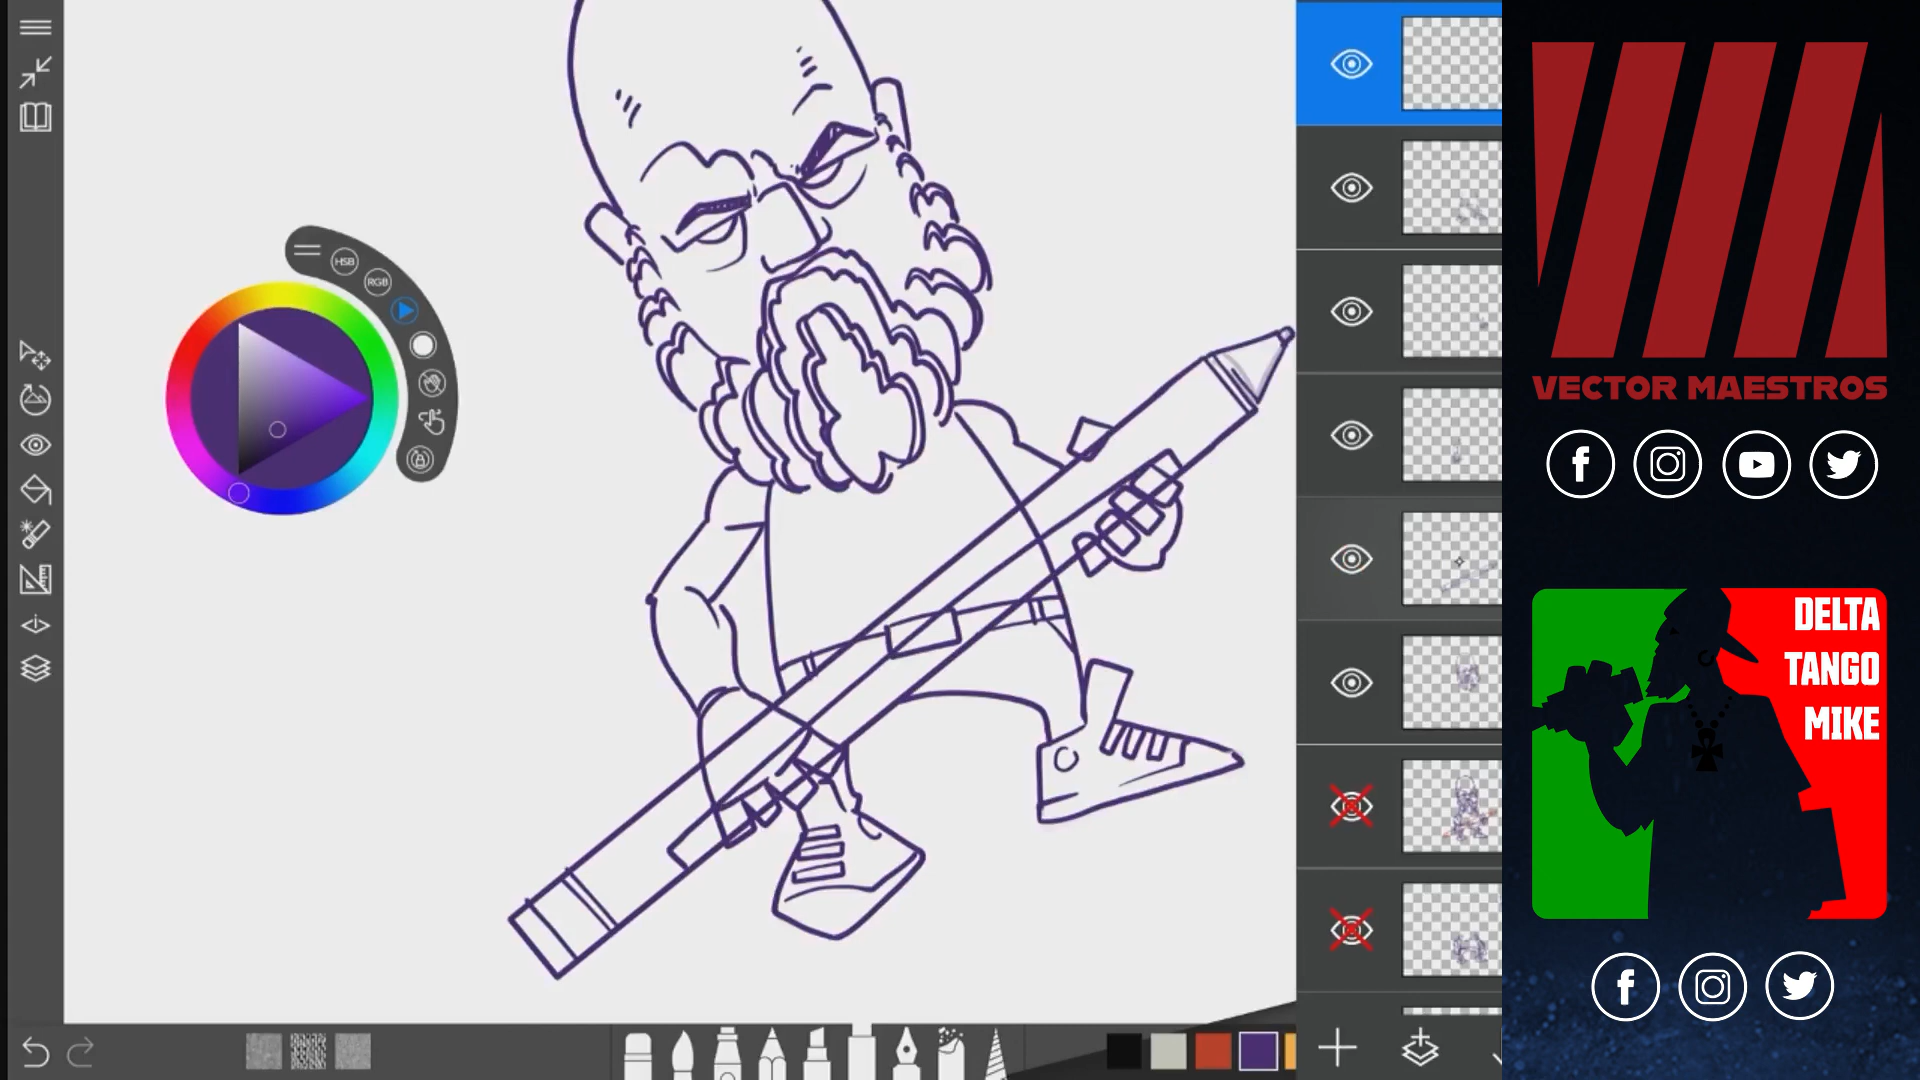 HSB
RGB
VECTOR MAESTROS
DELTA
TANGO
MIKE